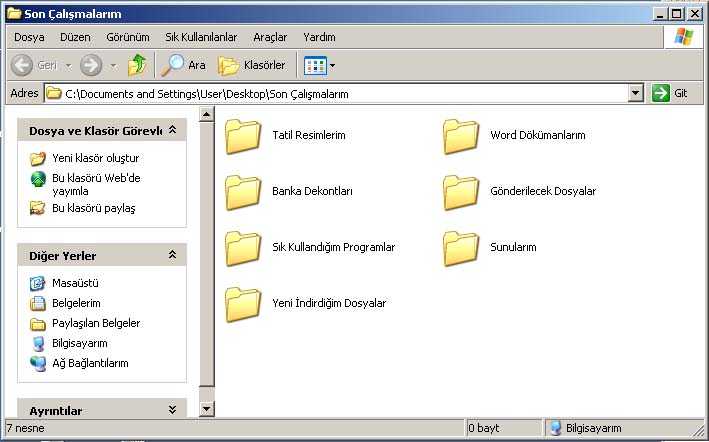 Son Çalışmalarım
Dosya Düzen Görünüm Sık Kullanılanlar Araçlar Yardım
Geri Ara Klasörler
Adres C:\Documents and Settings\User\Desktop\Son Çalışmalarım Git
Dosya ve Klasör Görevle
Yeni klasör oluştur
Bu klasörü Web'de
yayımla
Bu klasörü paylaş
Diğer Yerler
Masaüstü
Belgelerim
Paylaşılan Belgeler
Bilgisayarım
Ağ Bağlantılarım
Ayrıntılar
Tatil Resimlerim Word Dökümanlarım
Banka Dekontları Gönderilecek Dosyalar
Sık Kullandığım Programlar Sunularım
Yeni İndirdiğim Dosyalar
7 nesne 0 bayt Bilgisayarım